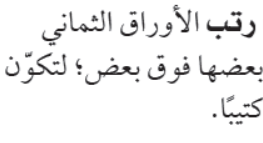 رتب الأوراق الثماني
بعضها فوق بعض؛ لتكوّن
كتيبًا.